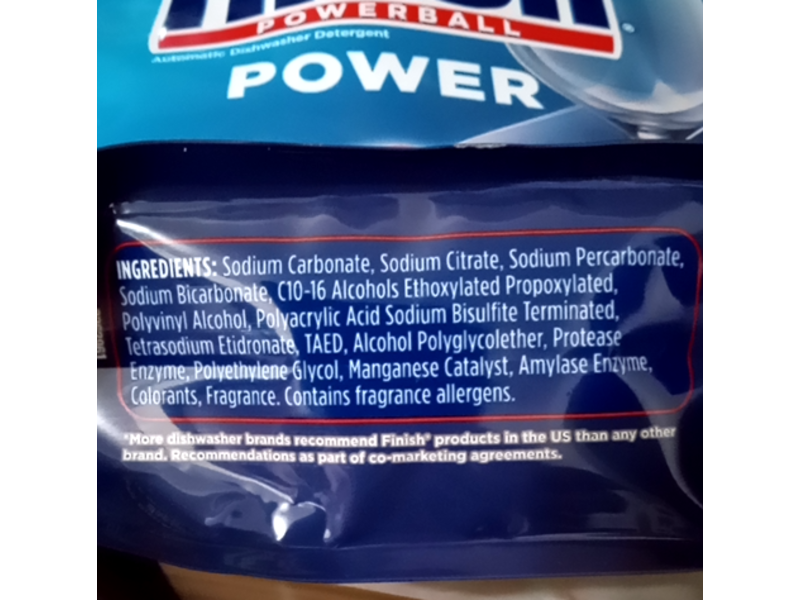 POWERBALL
Automatic Dishwasher Detergent
POWER
INGREDIENTS: Sodium Carbonate, Sodium Citrate, Sodium Percarbonate,
Sodium Bicarbonate, C10-16 Alcohols Ethoxylated Propoxylated,
Polyvinyl Alcohol, Polyacrylic Acid Sodium Bisulfite Terminated,
Tetrasodium Etidronate, TAED, Alcohol Polyglycolether, Protease
Enzyme, Polyethylene Glycol, Manganese Catalyst, Amylase Enzyme,
Colorants, Fragrance. Contains fragrance allergens.
*More dishwasher brands recommend Finish® products in the US than any other
brand. Recommendations as part of co-marketing agreements.